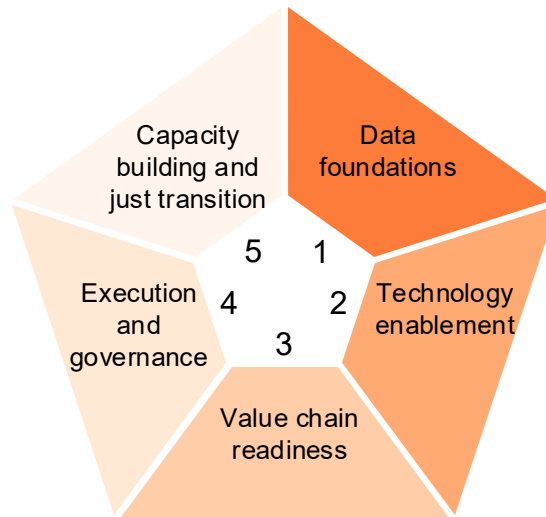 Capacity
building and
just transition
Data
foundations
5
1
Execution
and
governance
4
2
Technology
enablement
3
Value chain
readiness